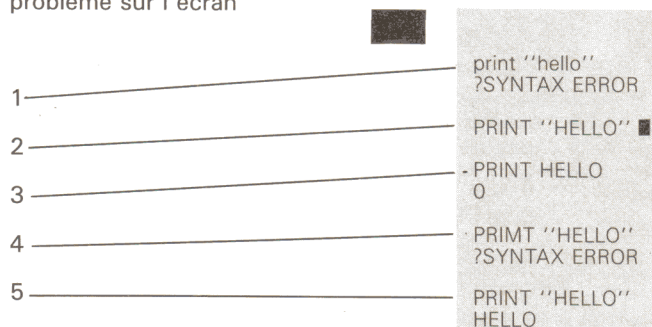 problème sur l'écran
1
print ''hello''
?SYNTAX ERROR
2
PRINT ''HELLO''
3
PRINT HELLO
0
4
PRIMT ''HELLO''
?SYNTAX ERROR
5
PRINT ''HELLO''
HELLO